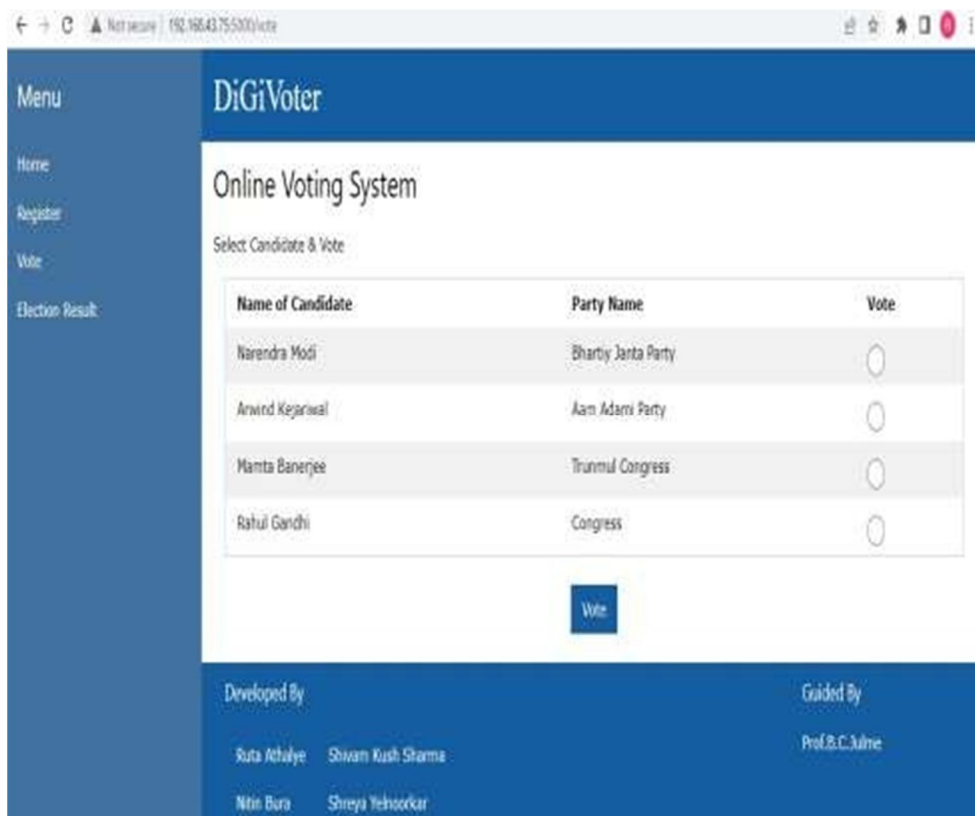 Not secure 192.168.43.75:5000/vote
Menu
DiGiVoter
Home
Register
Vote
Election Result
Online Voting System
Select Candidate & Vote
Name of Candidate Party Name Vote
Narendra Modi Bhartiy Janta Party
Arvind Kejariwal Aam Adami Party
Mamta Banerjee Trunmul Congress
Rahul Gandhi Congress
Vote
Developed By Guided By
Ruta Athalye Shivam Kush Sharma Prof.B.C.Julme
Nitin Bura Shreya Yelnoorkar